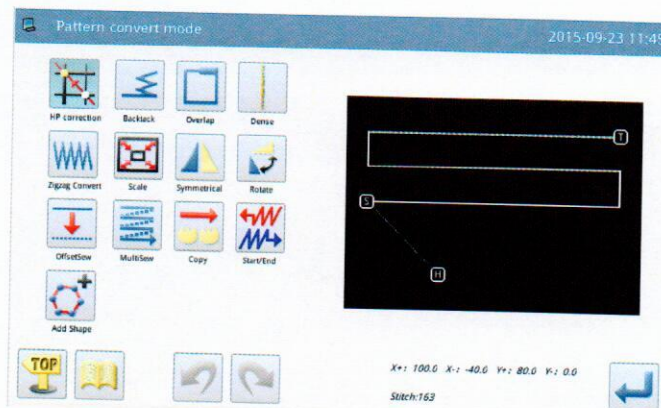 Pattern convert mode
2015-09-23 11:49
HP correction Backtack Overlap Dense
Zigzag Convert Scale Symmetrical Rotate
OffsetSew MultiSew Copy Start/End
Add Shape
T
S
H
TOP
X+: 100.0 X-: -40.0 Y+: 80.0 Y-: 0.0
Stitch:163